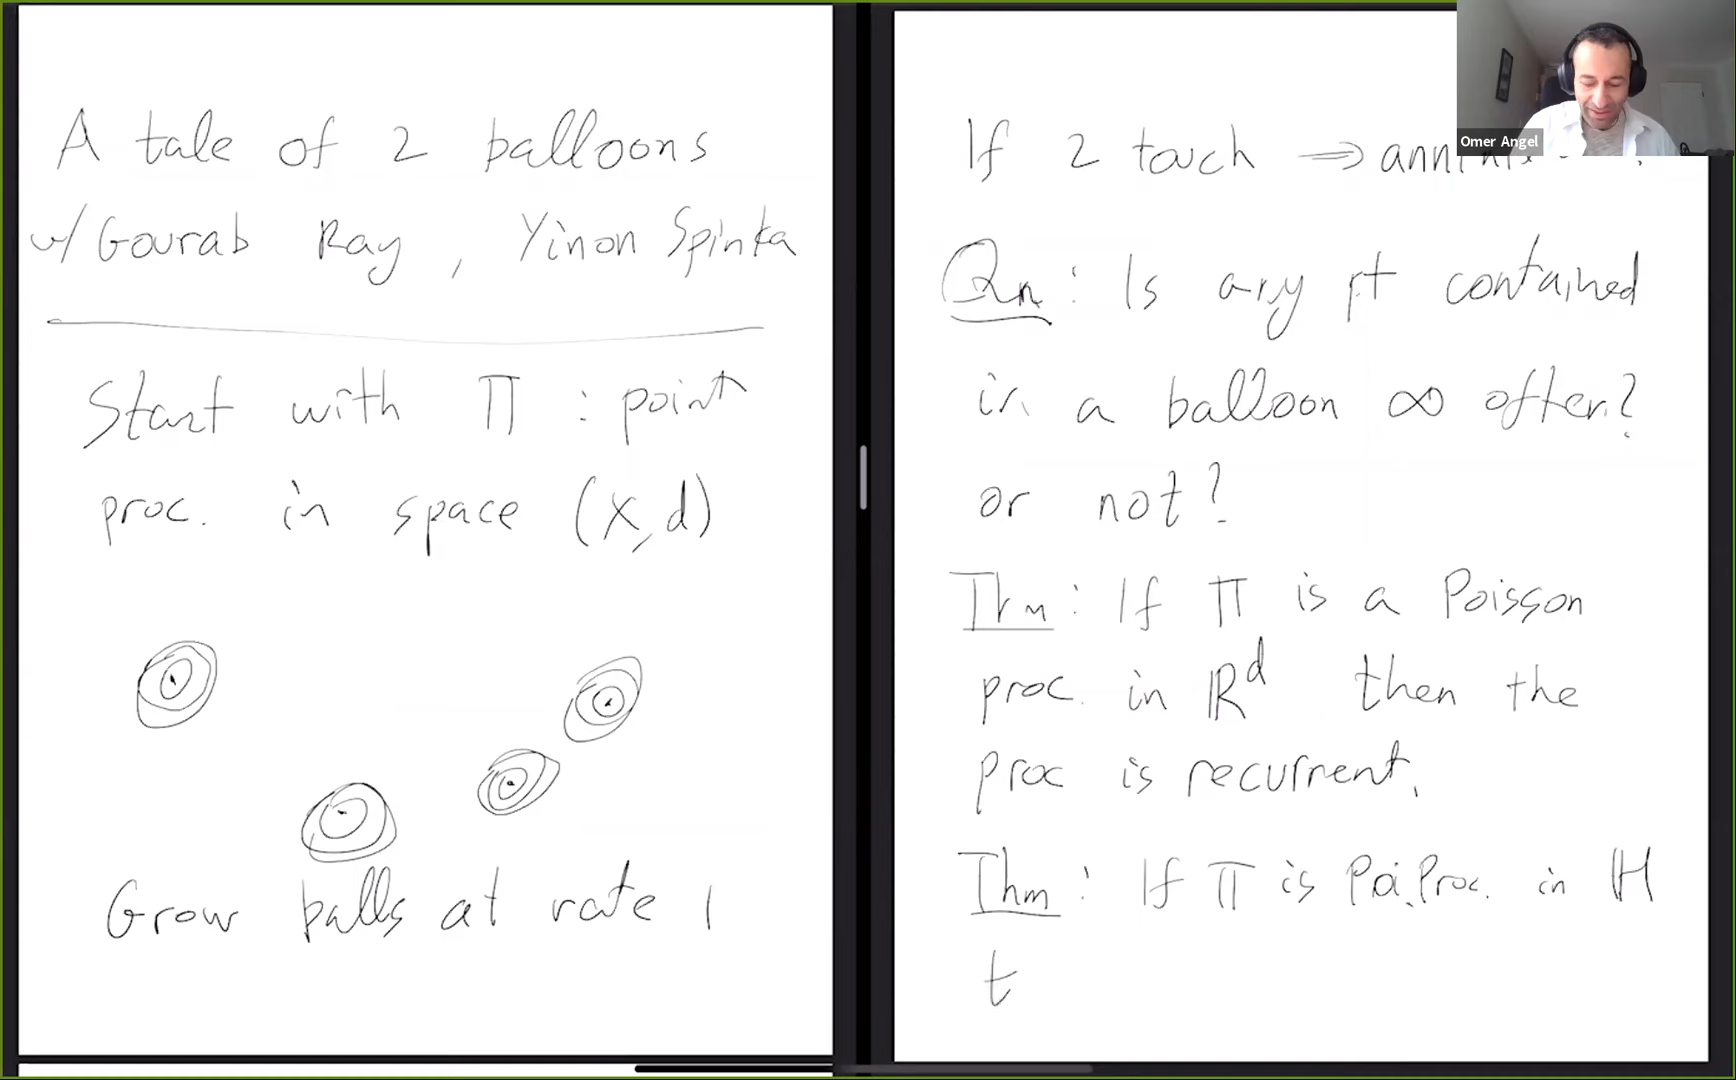 A tale of 2 balloons
w/ Gourab Ray, Yinon Spinka
Start with Π : point
proc. in space (X,d)
Grow balls at rate 1
If 2 touch ⇒
Qn: Is any pt contained
in a balloon ∞ often?
or not?
Thm: If Π is a Poisson
proc. in ℝ^d then the
proc is recurrent.
Thm: If Π is Poi.Proc. in ℍ
t
Omer Angel